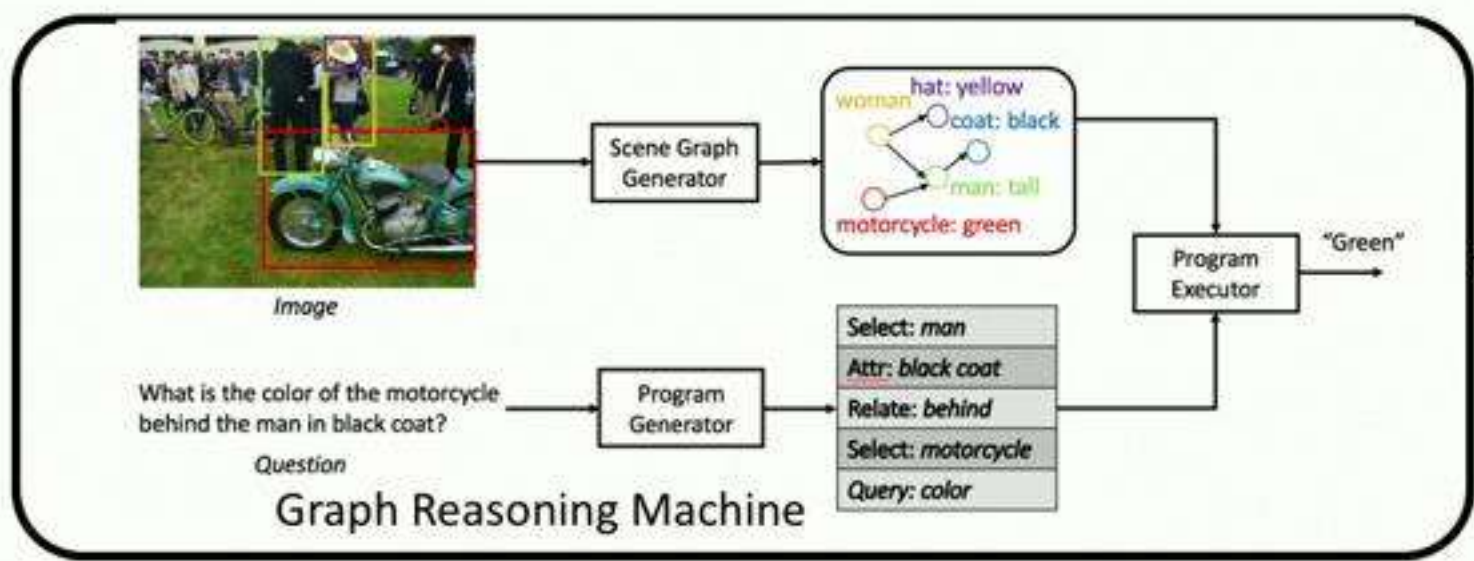 hat: yellow
woman
coat: black
man: tall
motorcycle: green
Scene Graph
Generator
Image
Program
Executor
"Green"
What is the color of the motorcycle
behind the man in black coat?
Question
Program
Generator
Select: man
Attr: black coat
Relate: behind
Select: motorcycle
Query: color
Graph Reasoning Machine